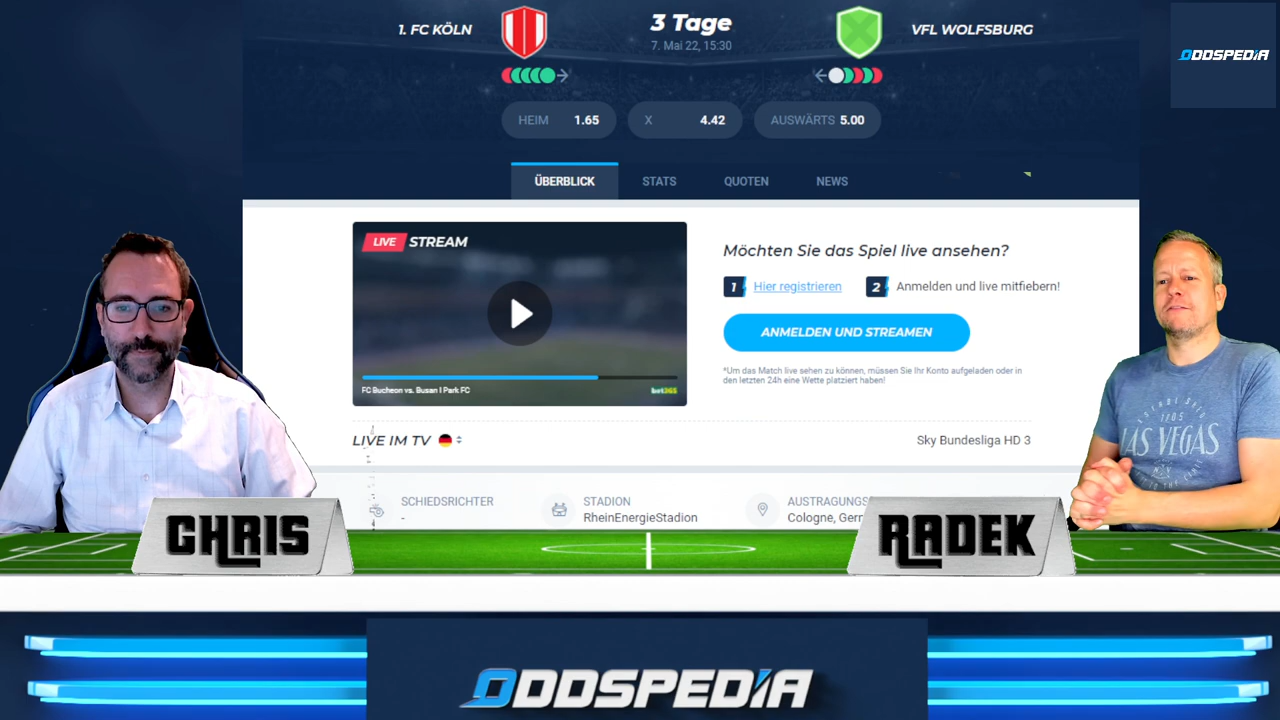 1. FC KÖLN
3 Tage
7. Mai 22, 15:30
VFL WOLFSBURG
ODDSPEDIA
HEIM 1.65
X 4.42
AUSWÄRTS 5.00
ÜBERBLICK
STATS
QUOTEN
NEWS
LIVE STREAM
Möchten Sie das Spiel live ansehen?
1 Hier registrieren
2 Anmelden und live mitfiebern!
ANMELDEN UND STREAMEN
*Um das Match live sehen zu können, müssen Sie Ihr Konto aufgeladen oder in
den letzten 24h eine Wette platziert haben!
FC Bucheon vs. Busan I Park FC
bet365
LIVE IM TV
Sky Bundesliga HD 3
SCHIEDSRICHTER
-
STADION
RheinEnergieStadion
AUSTRAGUNGS
Cologne, Gerr
1705
LAS VEGAS
CHRIS
RADEK
ODDSPEDIA